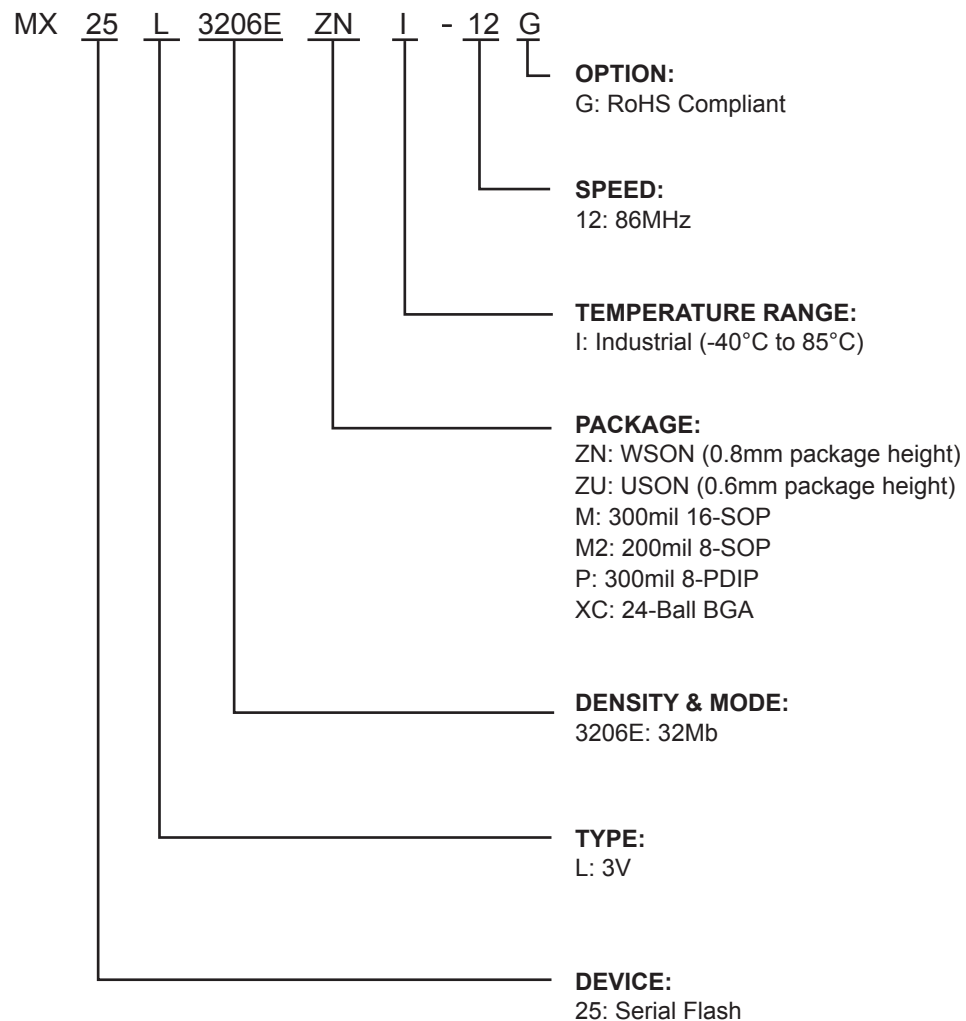 MX 25 L 3206E ZN I - 12 G
OPTION:
G: RoHS Compliant
SPEED:
12: 86MHz
TEMPERATURE RANGE:
I: Industrial (-40°C to 85°C)
PACKAGE:
ZN: WSON (0.8mm package height)
ZU: USON (0.6mm package height)
M: 300mil 16-SOP
M2: 200mil 8-SOP
P: 300mil 8-PDIP
XC: 24-Ball BGA
DENSITY & MODE:
3206E: 32Mb
TYPE:
L: 3V
DEVICE:
25: Serial Flash